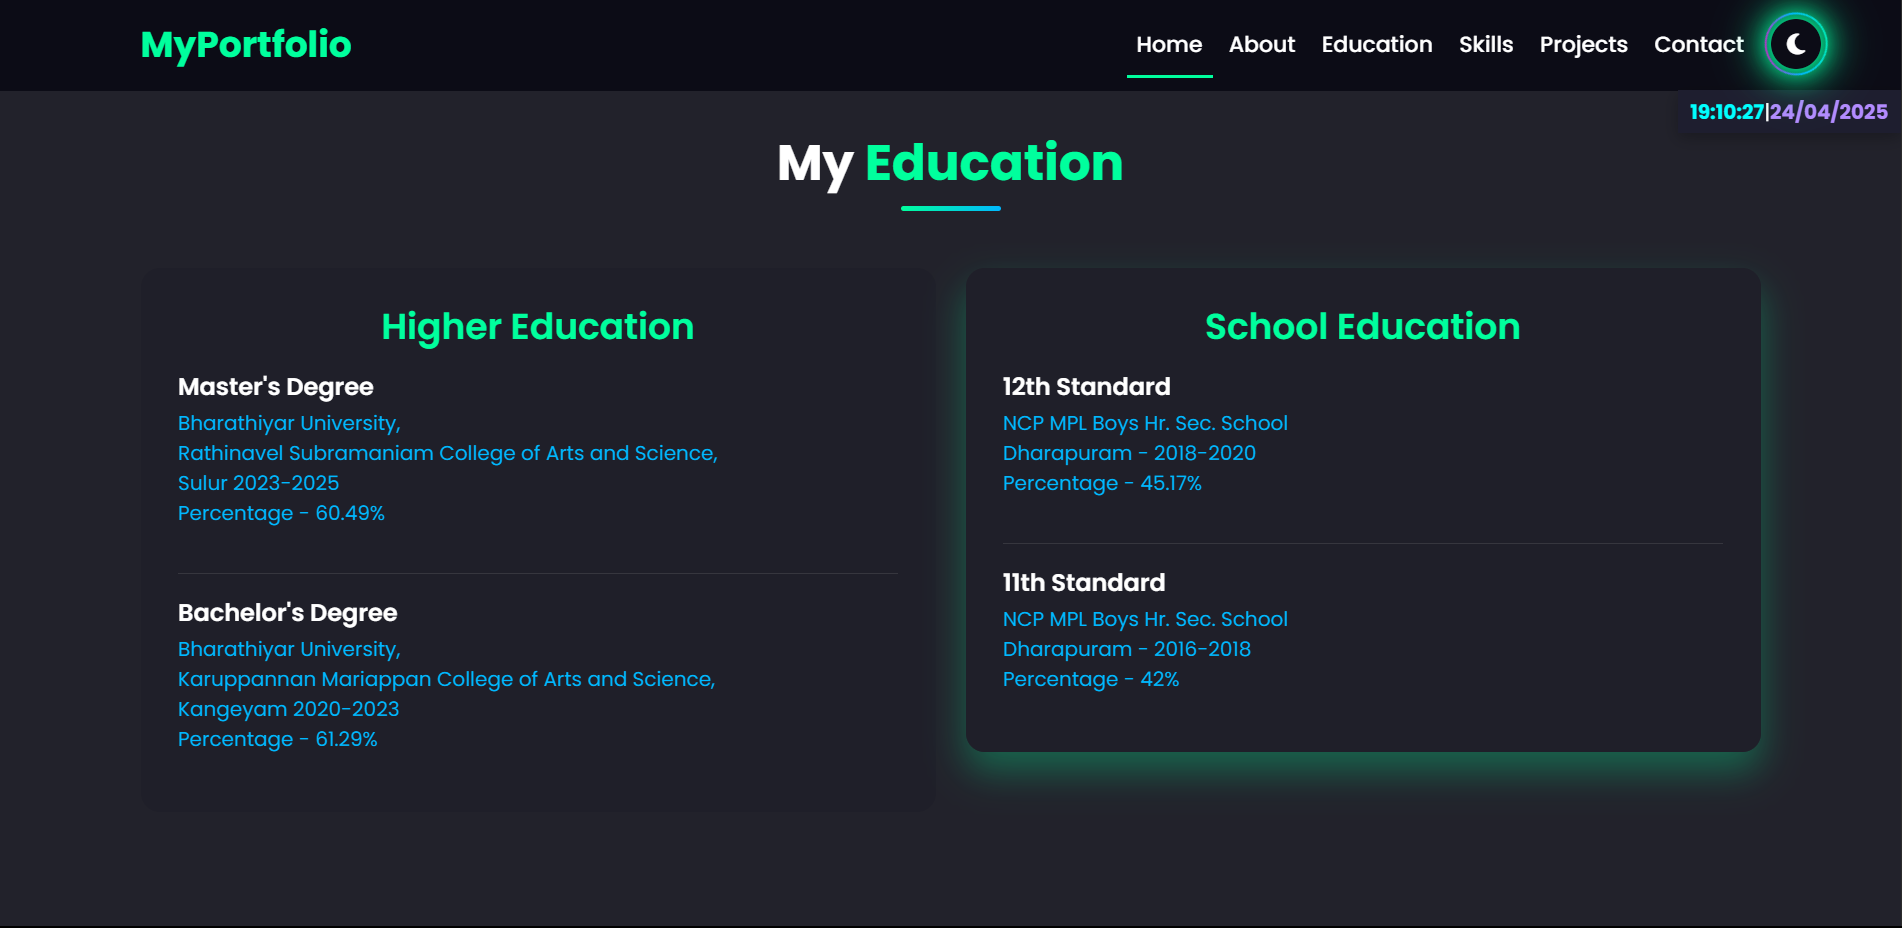 MyPortfolio
Home About Education Skills Projects Contact
19:10:27|24/04/2025
My Education
Higher Education
Master's Degree
Bharathiyar University,
Rathinavel Subramaniam College of Arts and Science,
Sulur 2023-2025
Percentage - 60.49%
Bachelor's Degree
Bharathiyar University,
Karuppannan Mariappan College of Arts and Science,
Kangeyam 2020-2023
Percentage - 61.29%
School Education
12th Standard
NCP MPL Boys Hr. Sec. School
Dharapuram - 2018-2020
Percentage - 45.17%
11th Standard
NCP MPL Boys Hr. Sec. School
Dharapuram - 2016-2018
Percentage - 42%